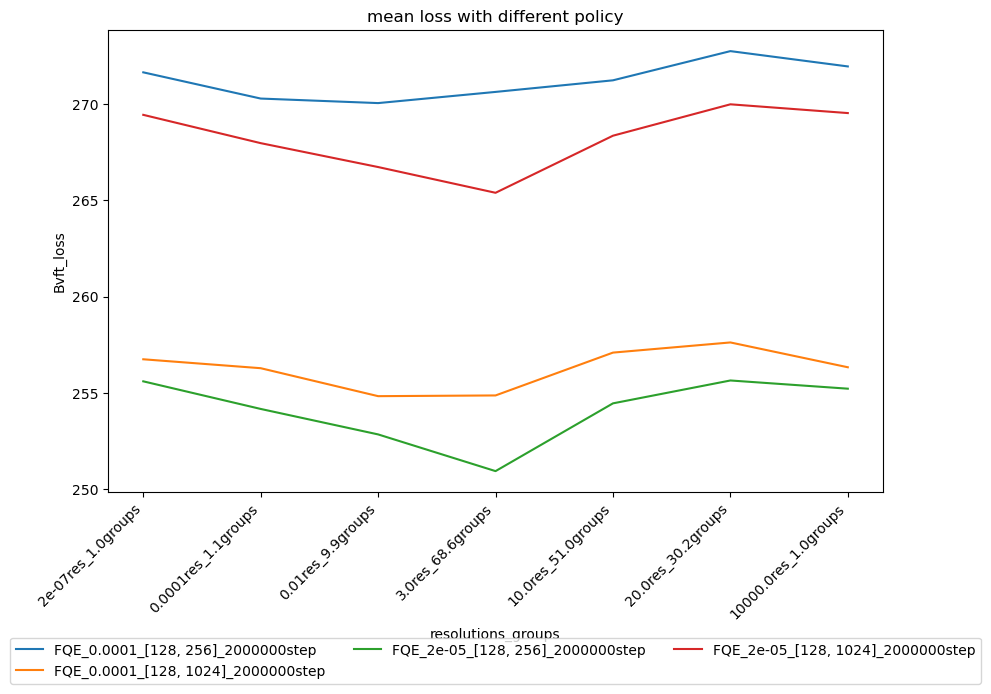 mean loss with different policy
Bvft_loss
270
265
260
255
250
2e-07res_1.0groups
0.0001res_1.1groups
0.01res_9.9groups
3.0res_68.6groups
10.0res_51.0groups
20.0res_30.2groups
10000.0res_1.0groups
resolutions_groups
FQE_0.0001_[128, 256]_2000000step
FQE_0.0001_[128, 1024]_2000000step
FQE_2e-05_[128, 256]_2000000step
FQE_2e-05_[128, 1024]_2000000step